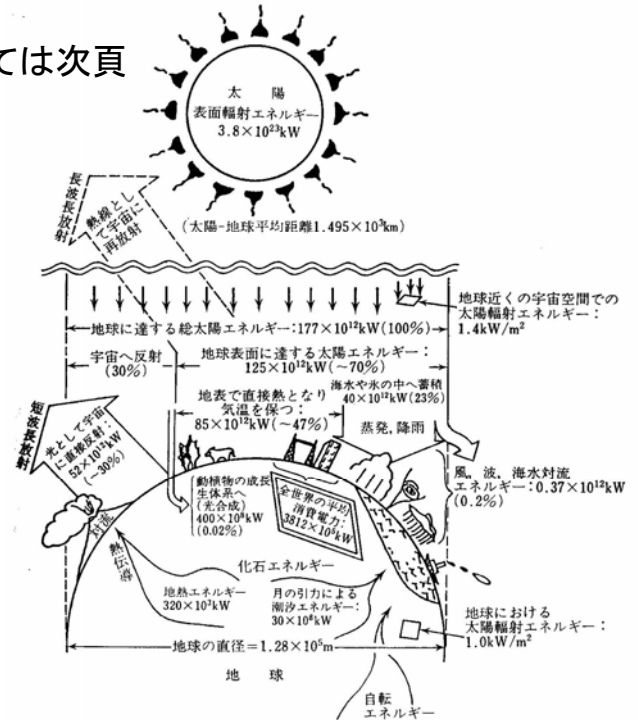 ては次頁
太　陽
表面輻射エネルギー
3.8×10²³kW
長波長放射
熱線とし
て宇宙に
再放射
(太陽-地球平均距離1.495×10³km)
地球近くの宇宙空間での
太陽輻射エネルギー：
1.4kW/m²
地球に達する総太陽エネルギー：177×10¹²kW(100%)
宇宙へ反射
(30%)
地球表面に達する太陽エネルギー：
125×10¹²kW(～70%)
海水や氷の中へ蓄積
40×10¹²kW(23%)
地表で直接熱となり
気温を保つ：
85×10¹²kW(～47%)
蒸発,降雨
短波長放射
光として宇宙
に直接反射：
52×10¹²kW
(～30%)
風,波,海水対流
エネルギー：0.37×10¹²kW
(0.2%)
動植物の成長
生体系へ
(光合成)
400×10⁸kW
(0.02%)
全世界の平均
消費電力：
対流
熱伝導
化石エネルギー
地熱エネルギー
月の引力による
潮汐エネルギー：
30×10⁸kW
地球における
太陽輻射エネルギー：
1.0kW/m²
地球の直径=1.28×10⁵m
地　球
自転
エネルギー